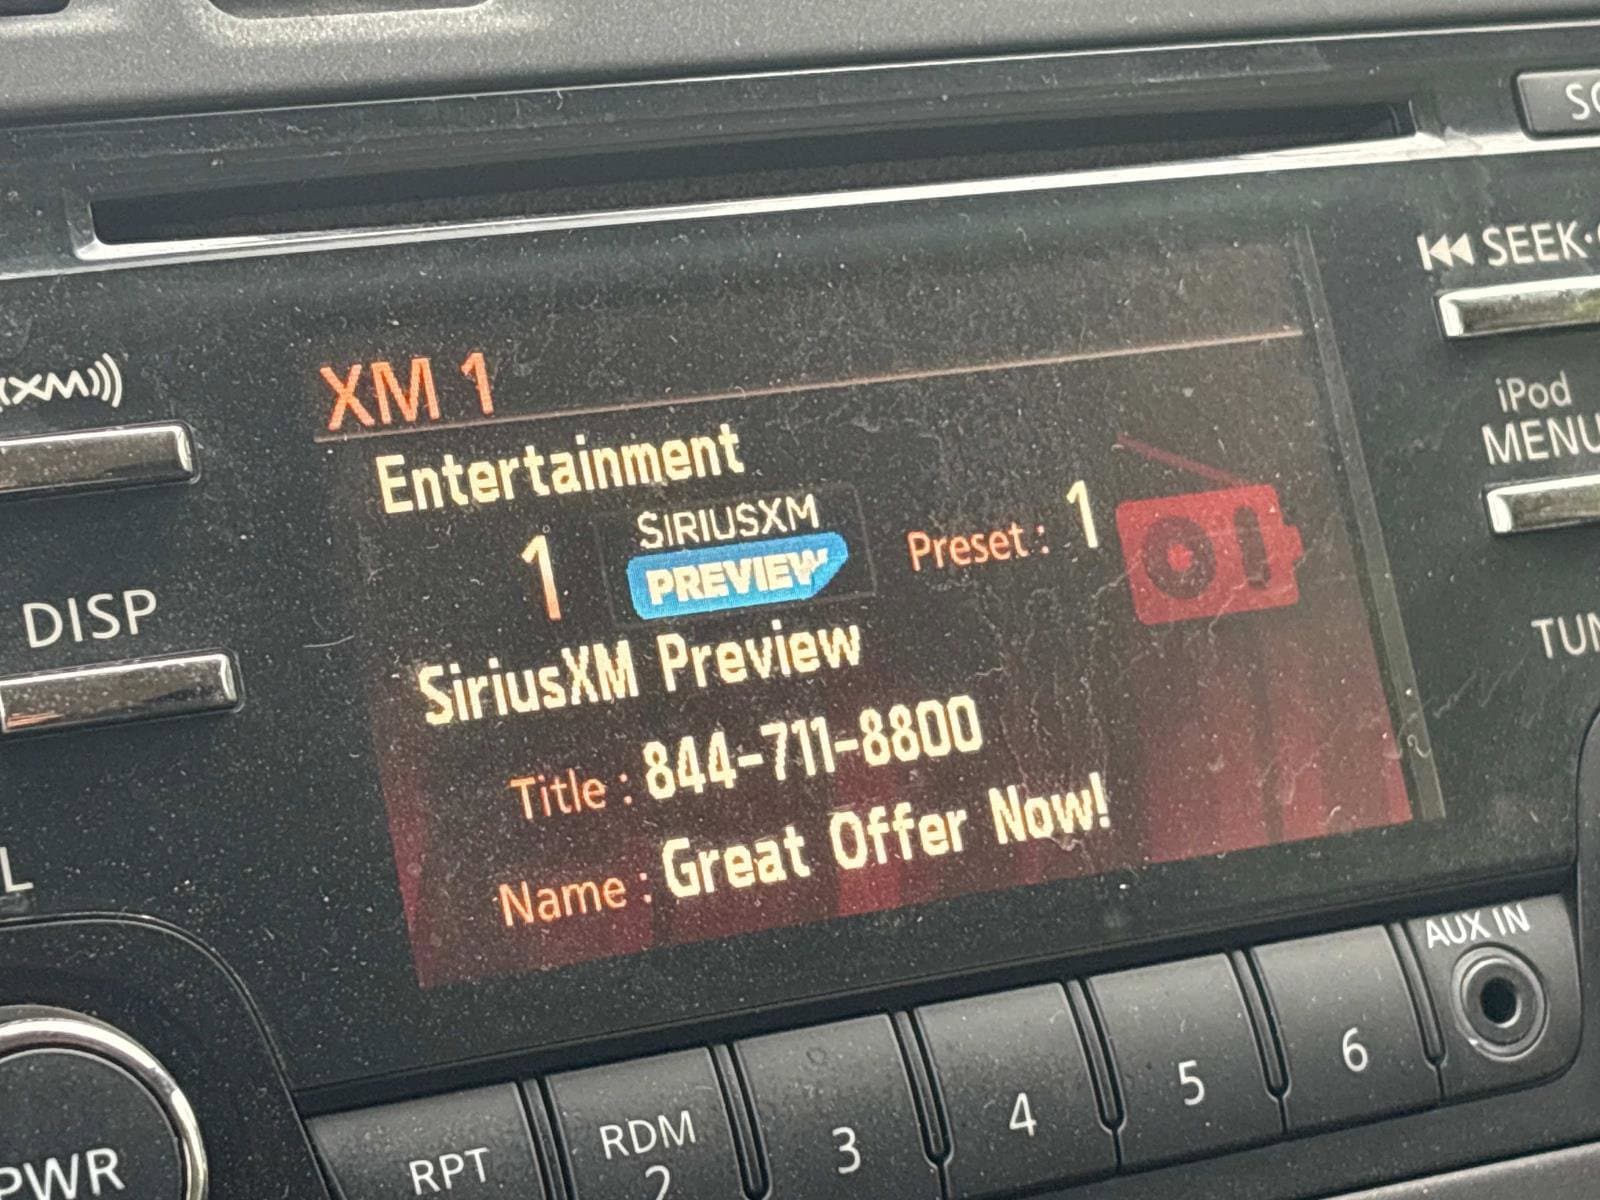 SEEK·
(XM))
iPod
MENU
DISP
XM 1
Entertainment
1 SIRIUSXM PREVIEW Preset : 1
SiriusXM Preview
Title : 844-711-8800
Name : Great Offer Now!
AUX IN
PWR
RPT
RDM
2
3
4
5
6